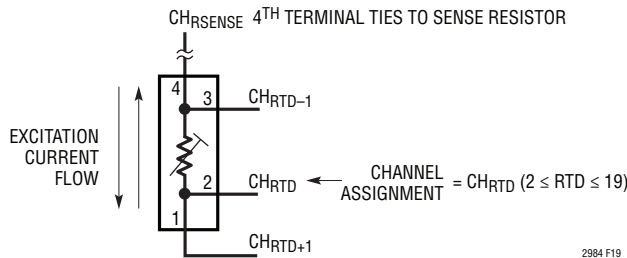 CHRSENSE 4TH TERMINAL TIES TO SENSE RESISTOR
4
3
CHRTD–1
EXCITATION
CURRENT
FLOW
2
CHRTD
CHANNEL
ASSIGNMENT
= CHRTD (2 ≤ RTD ≤ 19)
1
CHRTD+1
2984 F19